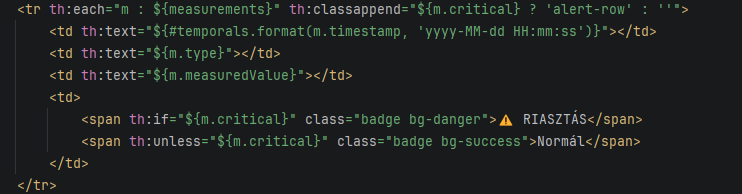 <tr th:each="m : ${measurements}" th:classappend="${m.critical} ? 'alert-row' : ''">
<td th:text="${#temporals.format(m.timestamp, 'yyyy-MM-dd HH:mm:ss')}"></td>
<td th:text="${m.type}"></td>
<td th:text="${m.measuredValue}"></td>
<td>
<span th:if="${m.critical}" class="badge bg-danger">⚠ RIASZTÁS</span>
<span th:unless="${m.critical}" class="badge bg-success">Normál</span>
</td>
</tr>